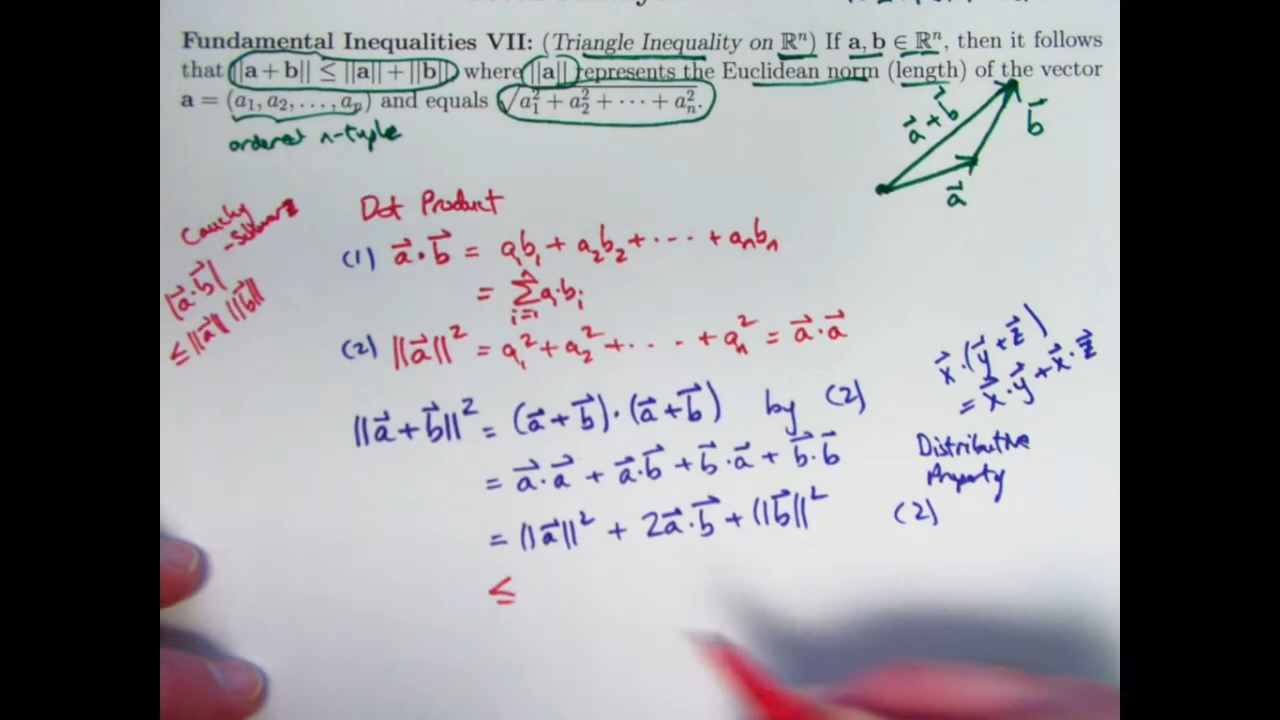 Fundamental Inequalities VII: (Triangle Inequality on ℝⁿ) If a, b ∈ ℝⁿ, then it follows
that ||a + b|| ≤ ||a|| + ||b|| where ||a|| represents the Euclidean norm (length) of the vector
a = (a₁, a₂, . . . , aₙ) and equals √(a₁² + a₂² + ··· + aₙ²).
ordered n-tuple
a⃗ + b⃗
b⃗
a⃗
Cauchy
-Schwarz
|a⃗·b⃗|
≤ ||a⃗|| ||b⃗||
Dot Product
(1) a⃗ · b⃗ = a₁b₁ + a₂b₂ + ···· + aₙbₙ
= Σᵢ₌₁ⁿ aᵢbᵢ
(2) ||a⃗||² = a₁² + a₂² + ···· + aₙ² = a⃗ · a⃗
||a⃗ + b⃗||² = (a⃗ + b⃗) · (a⃗ + b⃗) by (2)
= a⃗ · a⃗ + a⃗ · b⃗ + b⃗ · a⃗ + b⃗ · b⃗
= ||a⃗||² + 2a⃗ · b⃗ + ||b⃗||² (2)
≤
x⃗ · (y⃗ + z⃗)
= x⃗ · y⃗ + x⃗ · z⃗
Distributive
Property